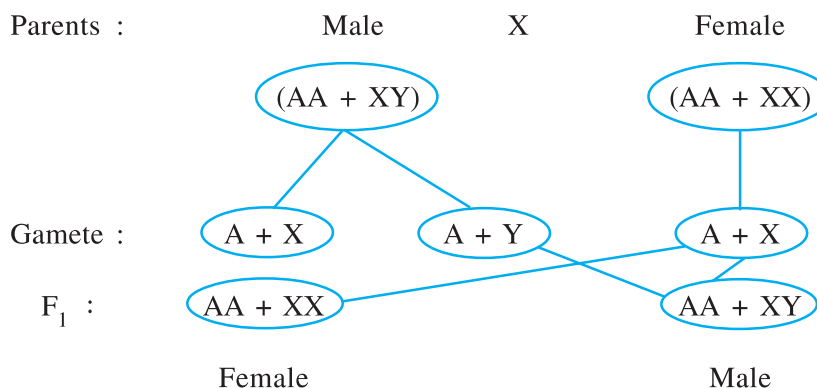 Parents : Male X Female
(AA + XY) (AA + XX)
Gamete : A + X A + Y A + X
F1 : AA + XX AA + XY
Female Male